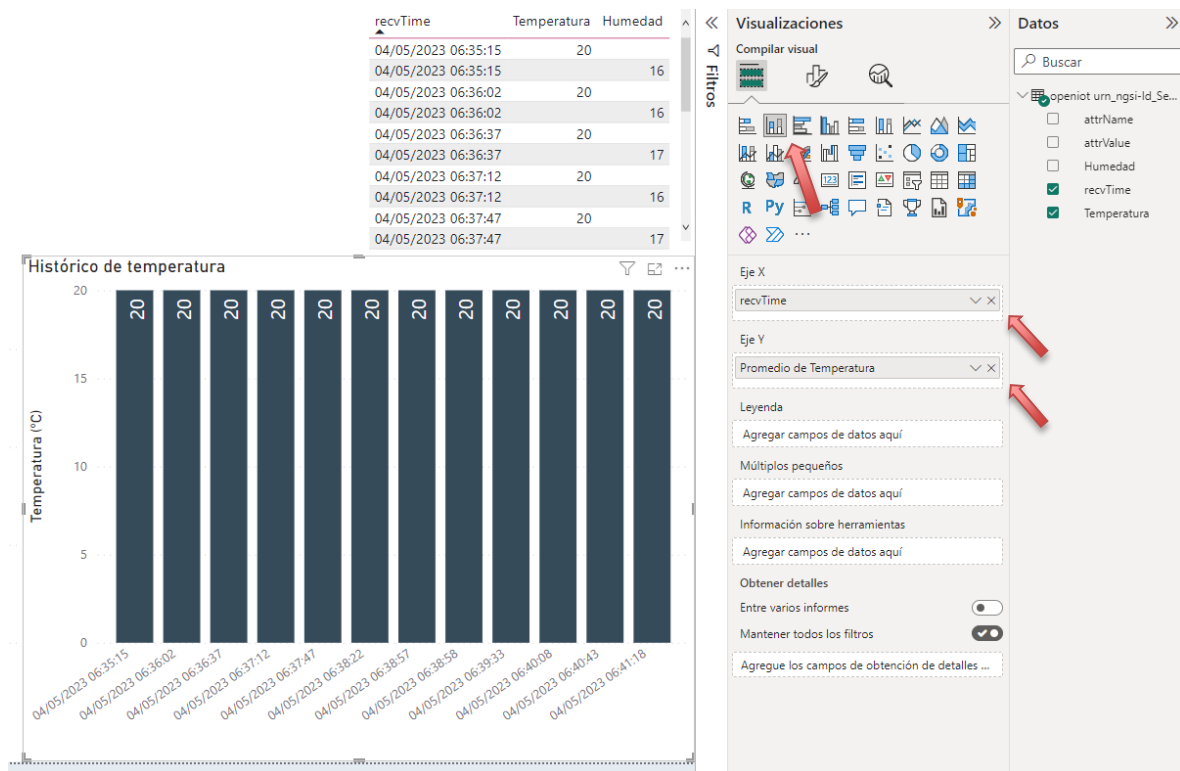 recvTime Temperatura Humedad
04/05/2023 06:35:15 20
04/05/2023 06:35:15 16
04/05/2023 06:36:02 20
04/05/2023 06:36:02 16
04/05/2023 06:36:37 20
04/05/2023 06:36:37 17
04/05/2023 06:37:12 20
04/05/2023 06:37:12 16
04/05/2023 06:37:47 20
04/05/2023 06:37:47 17
Histórico de temperatura
Temperatura (°C)
20
15
10
5
0
20 20 20 20 20 20 20 20 20 20 20 20
04/05/2023 06:35:15
04/05/2023 06:36:02
04/05/2023 06:36:37
04/05/2023 06:37:12
04/05/2023 06:37:47
04/05/2023 06:38:22
04/05/2023 06:38:57
04/05/2023 06:38:58
04/05/2023 06:39:33
04/05/2023 06:40:08
04/05/2023 06:40:43
04/05/2023 06:41:18
Filtros
Visualizaciones
Compilar visual
123
R Py
Eje X
recvTime
Eje Y
Promedio de Temperatura
Leyenda
Agregar campos de datos aquí
Múltiplos pequeños
Agregar campos de datos aquí
Información sobre herramientas
Agregar campos de datos aquí
Obtener detalles
Entre varios informes
Mantener todos los filtros
Agregue los campos de obtención de detalles ...
Datos
Buscar
openiot urn_ngsi-ld_Se...
attrName
attrValue
Humedad
recvTime
Temperatura